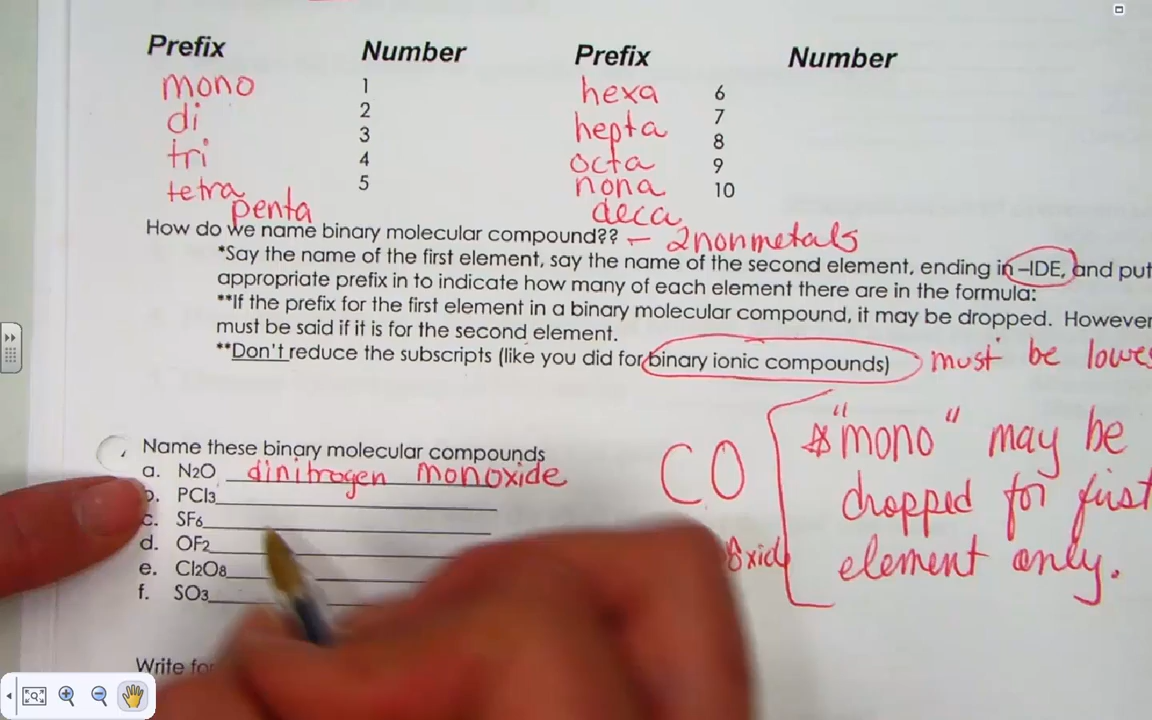 Prefix Number Prefix Number
mono 1 hexa 6
di 2 hepta 7
tri 3 octa 8
tetra 4 nona 9
penta 5 deca 10
How do we name binary molecular compound?? – 2nonmetals
*Say the name of the first element, say the name of the second element, ending in –IDE, and put
appropriate prefix in to indicate how many of each element there are in the formula:
**If the prefix for the first element in a binary molecular compound, it may be dropped. However
must be said if it is for the second element.
**Don't reduce the subscripts (like you did for binary ionic compounds) must be
"mono" may be
dropped for first
element only.
CO
Name these binary molecular compounds
a. N2O dinitrogen monoxide
b. PCl3
c. SF6
d. OF2
e. Cl2O8
f. SO3
Write